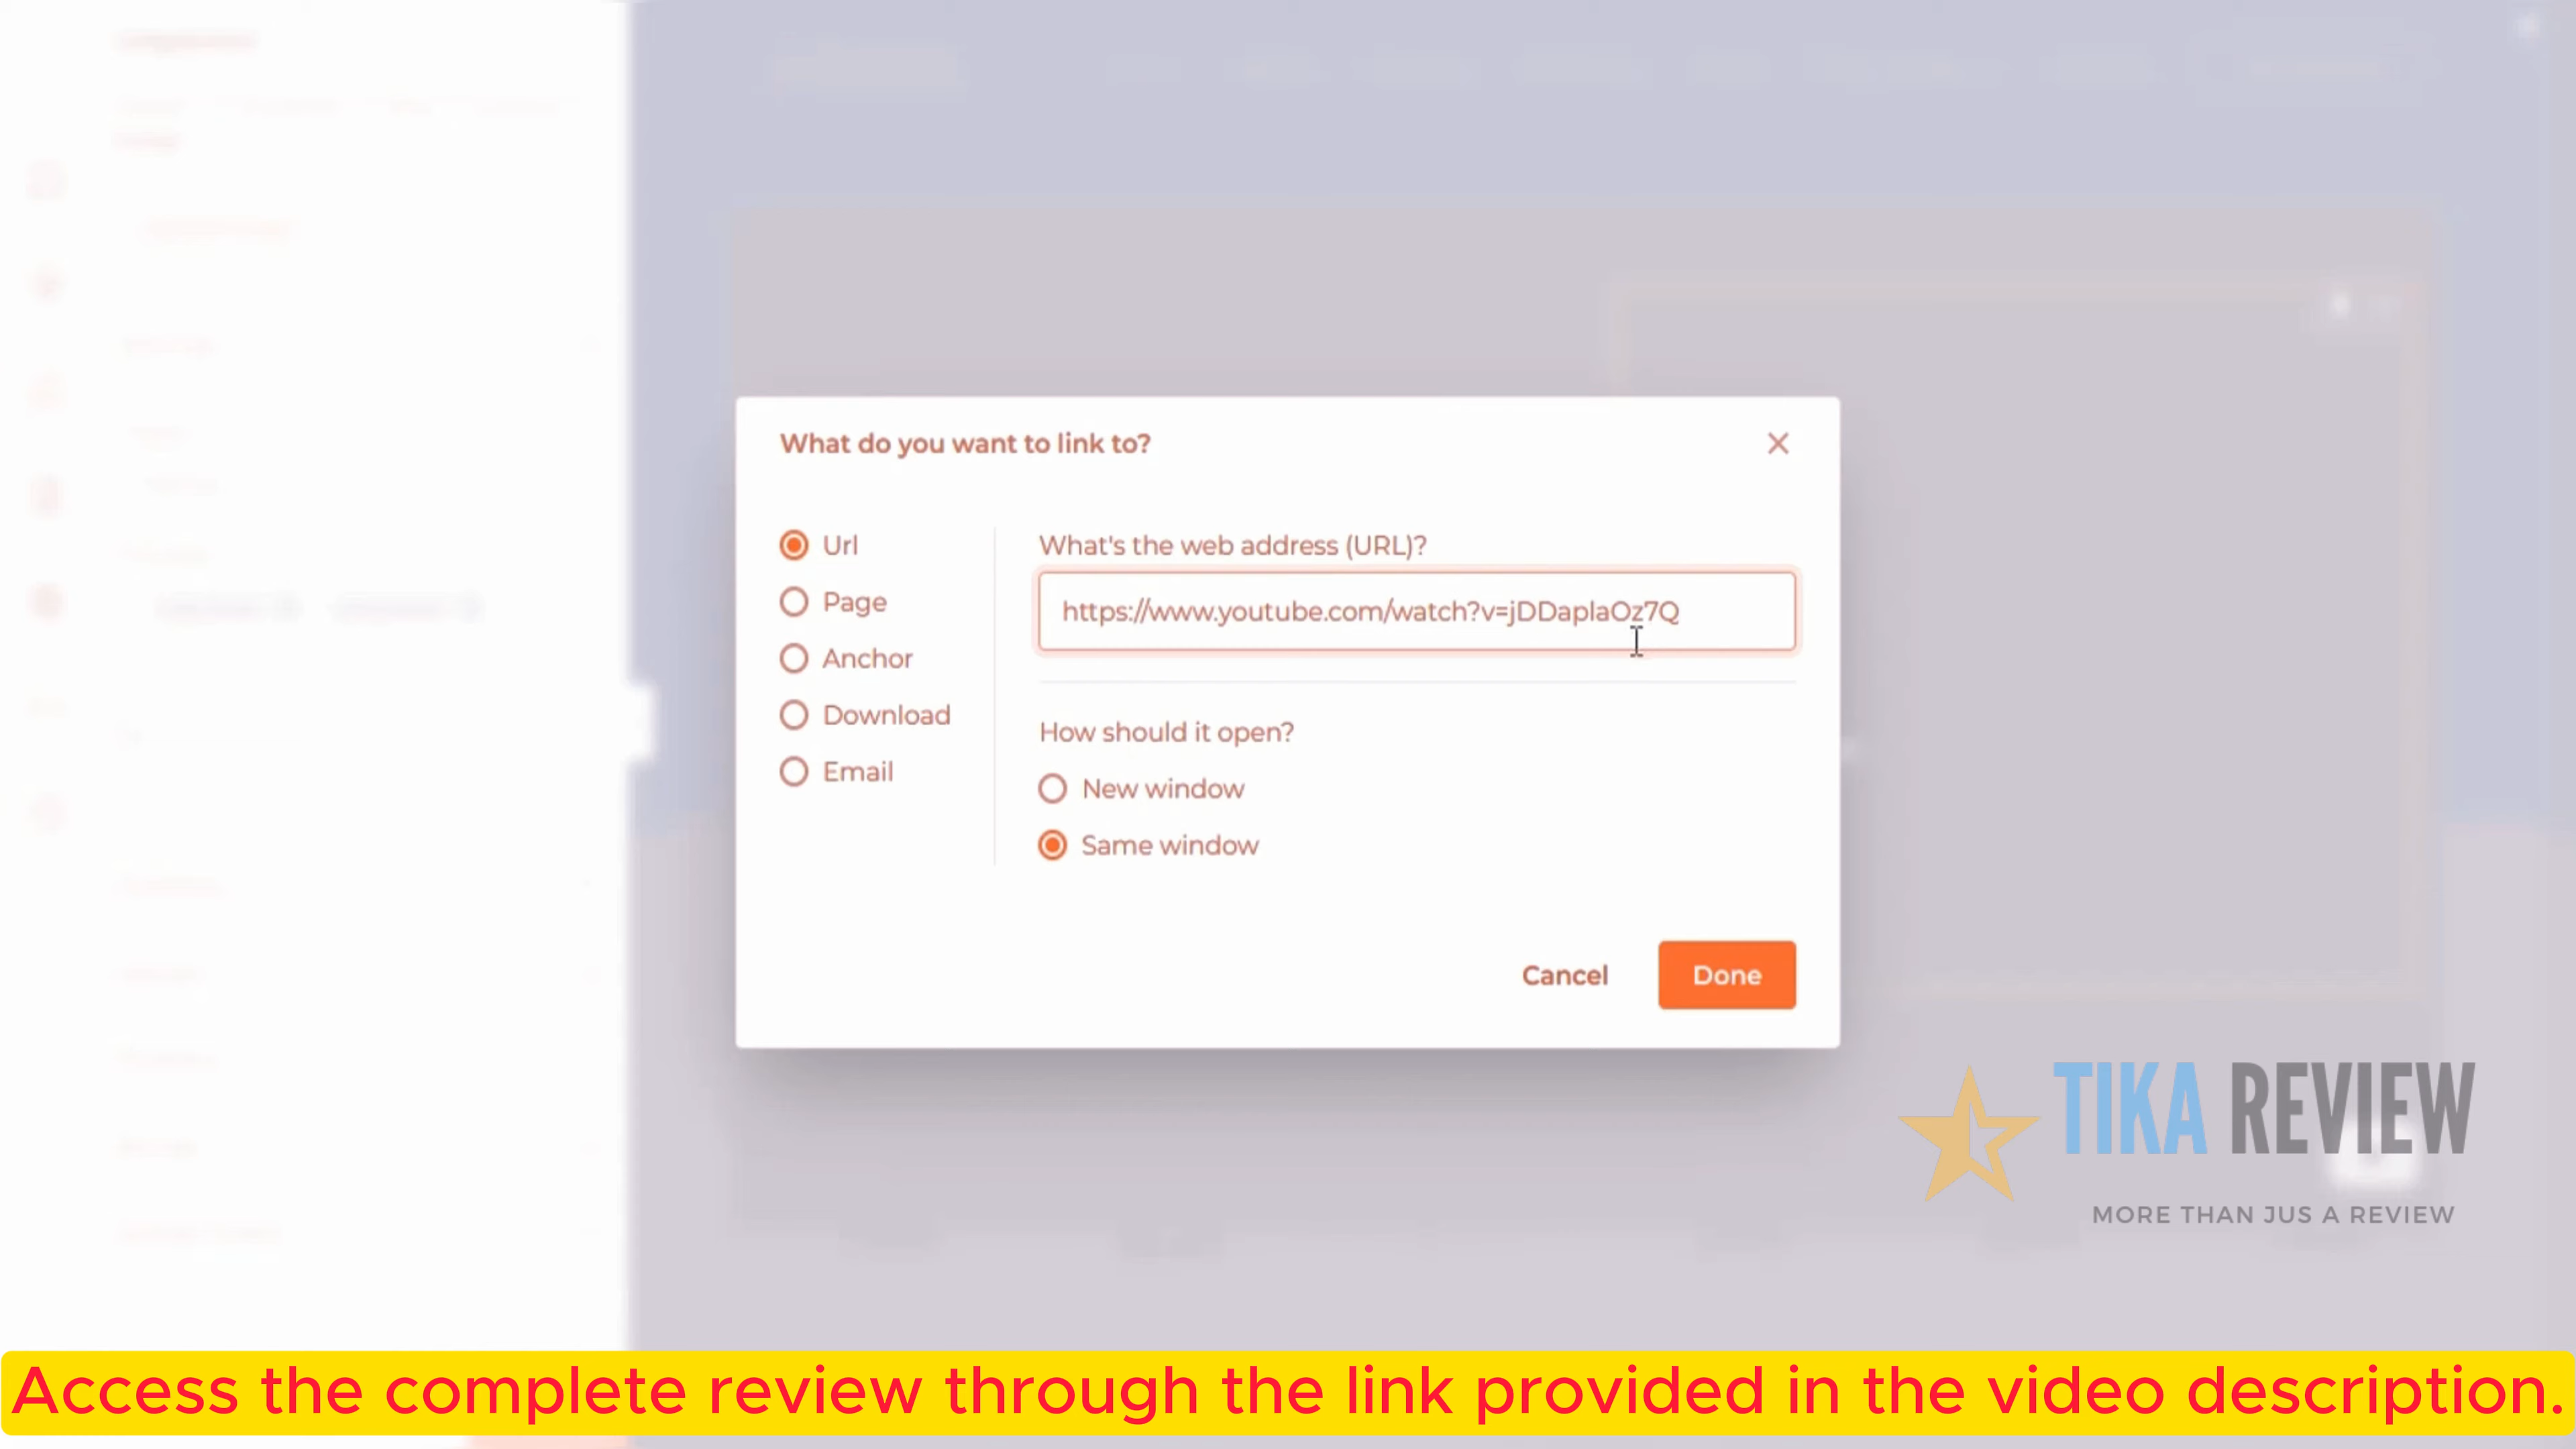 What do you want to link to?
Url
Page
Anchor
Download
Email
What's the web address (URL)?
https://www.youtube.com/watch?v=jDDaplaOz7Q
How should it open?
New window
Same window
Cancel
Done
TIKA REVIEW
MORE THAN JUS A REVIEW
Access the complete review through the link provided in the video description.